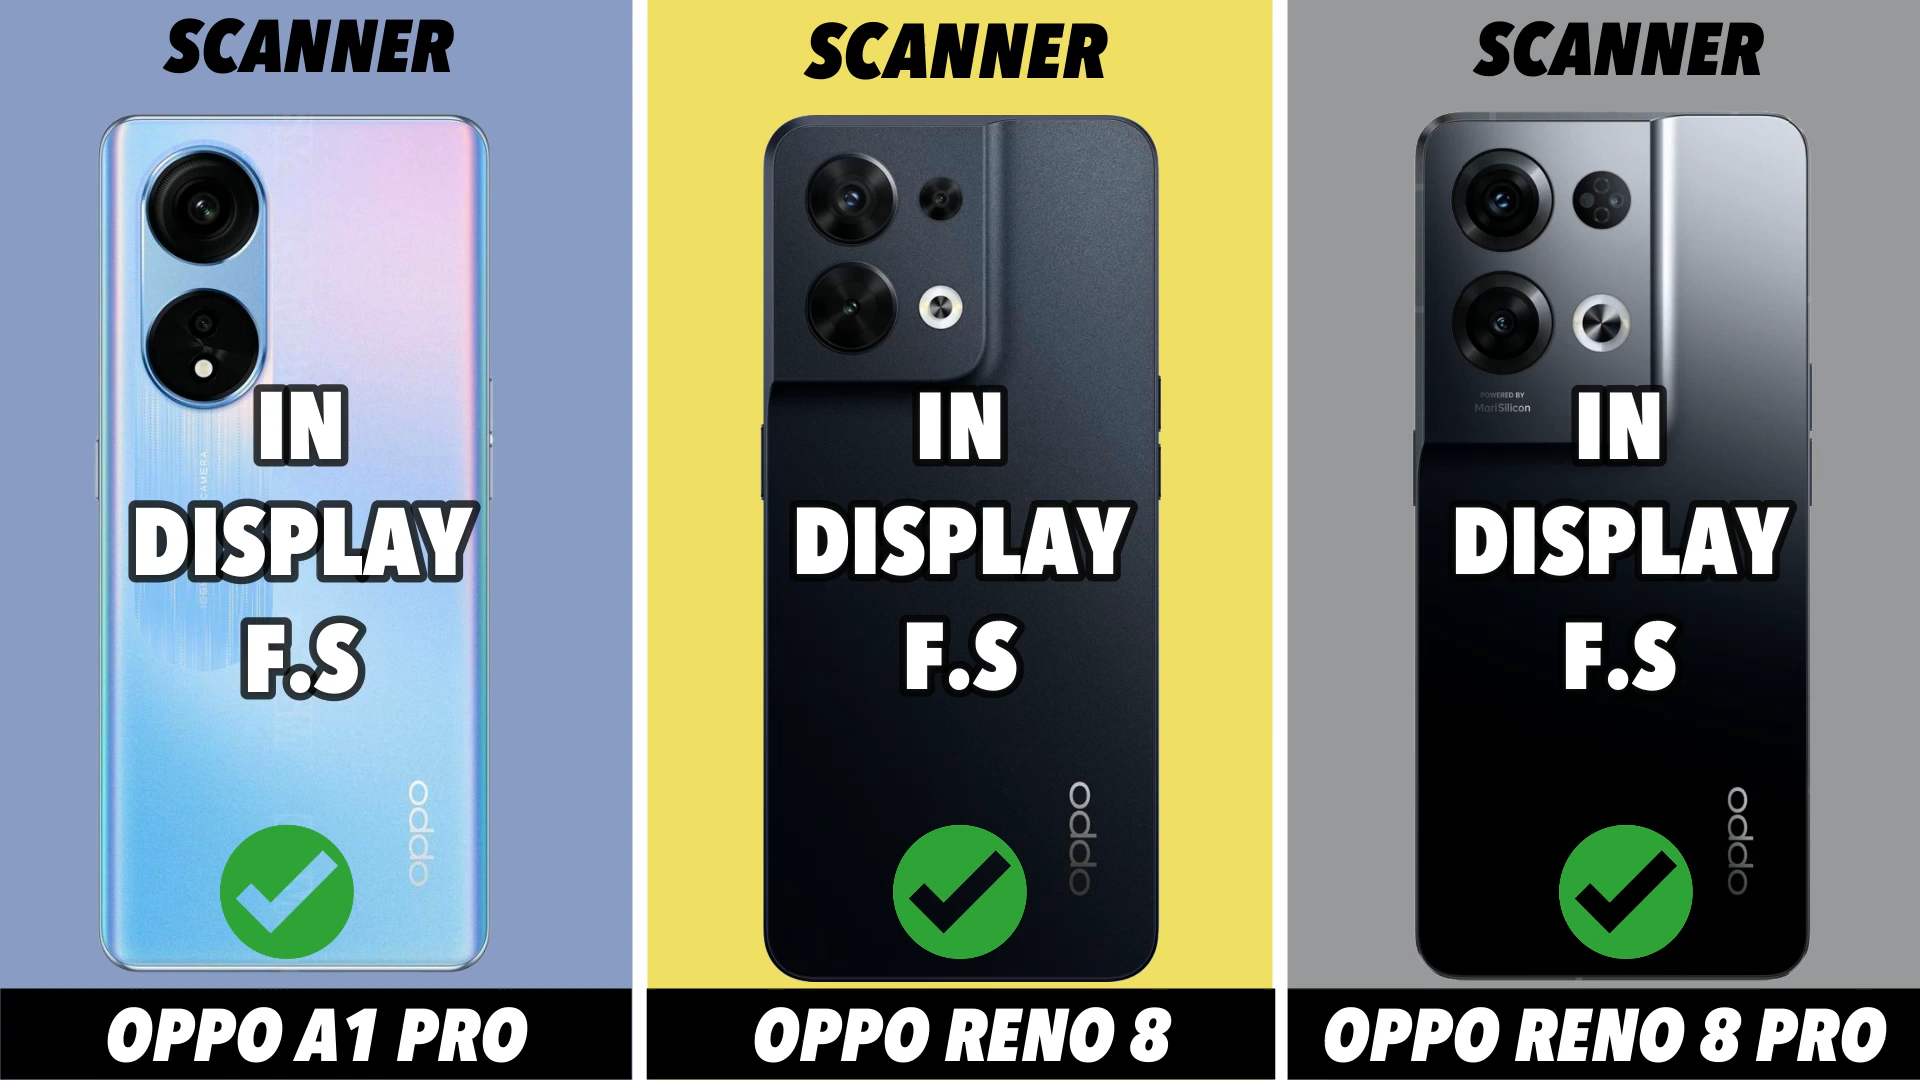 SCANNER
IN
DISPLAY
F.S
oppo
OPPO A1 PRO
SCANNER
IN
DISPLAY
F.S
oppo
OPPO RENO 8
SCANNER
POWERED BY
MariSilicon
IN
DISPLAY
F.S
oppo
OPPO RENO 8 PRO